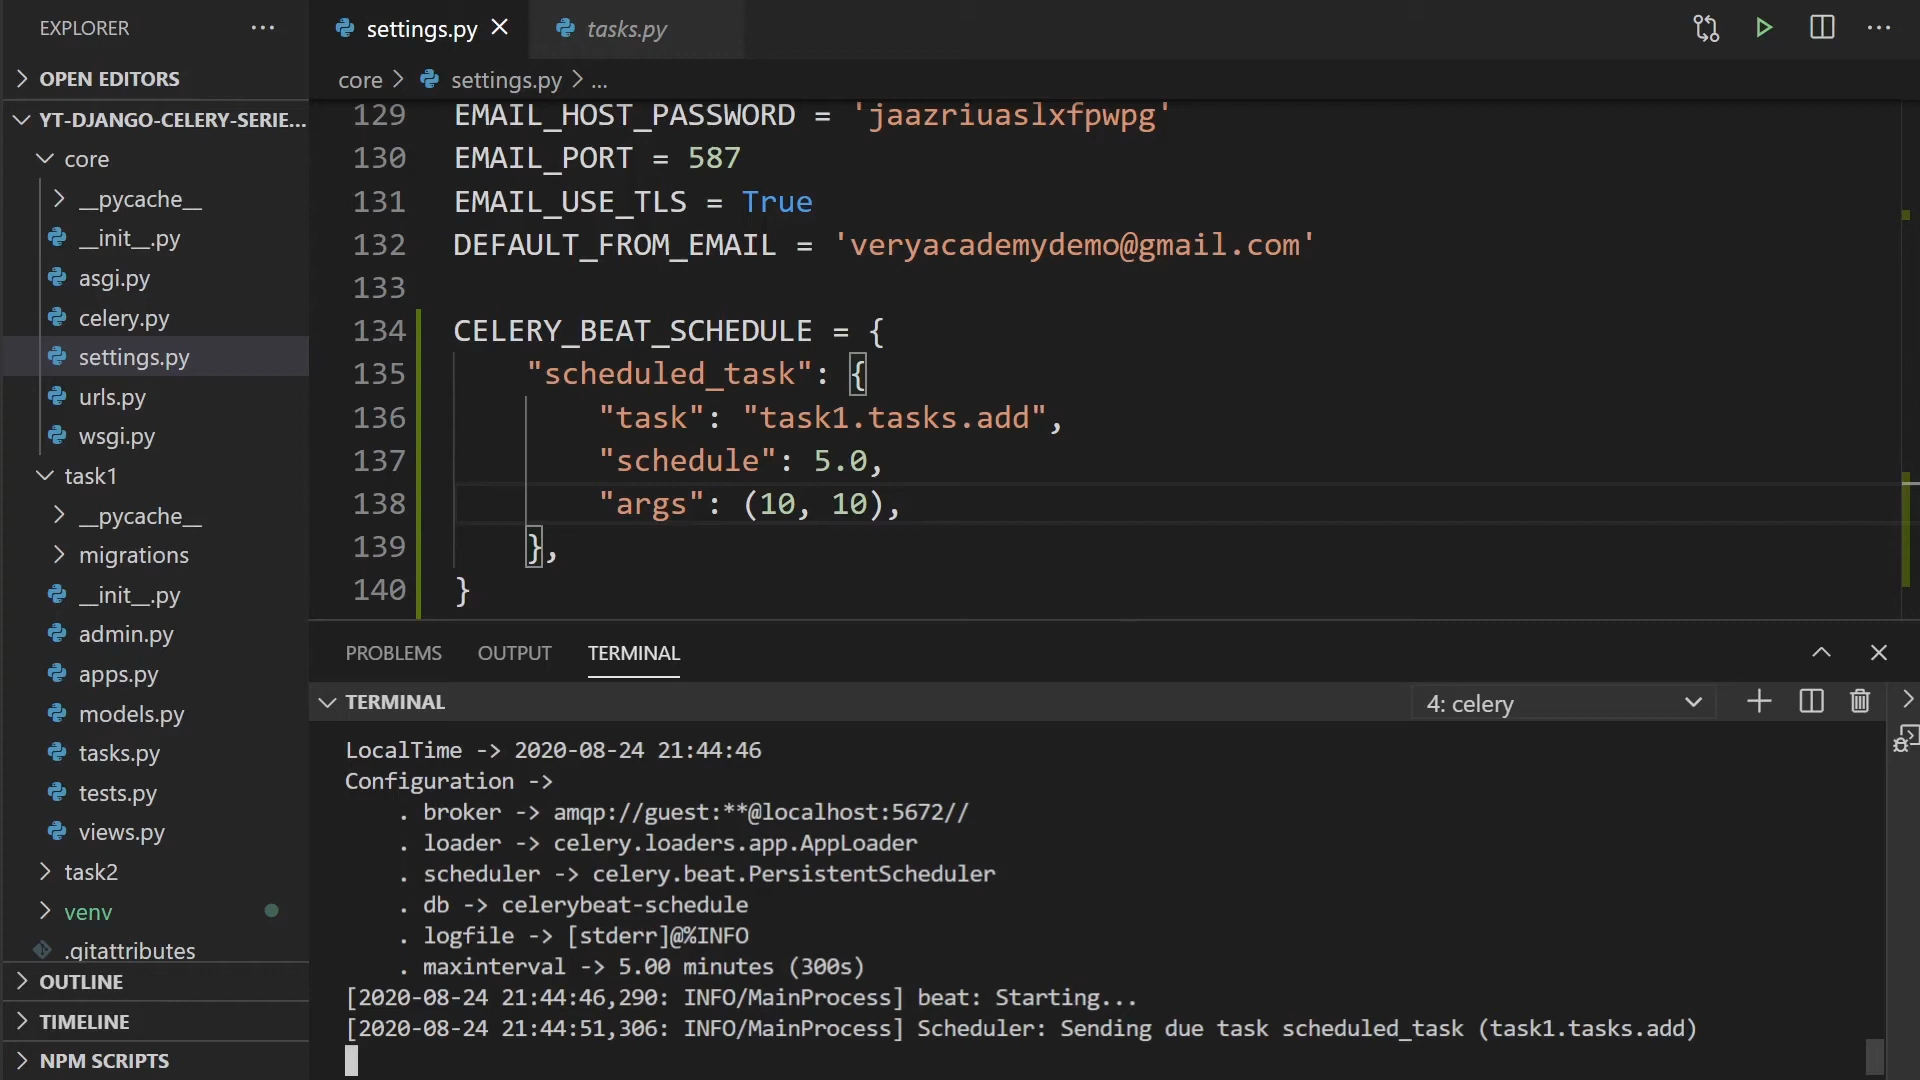 EXPLORER
OPEN EDITORS
YT-DJANGO-CELERY-SERIE...
core
__pycache__
__init__.py
asgi.py
celery.py
settings.py
urls.py
wsgi.py
task1
__pycache__
migrations
__init__.py
admin.py
apps.py
models.py
tasks.py
tests.py
views.py
task2
venv
.gitattributes
OUTLINE
TIMELINE
NPM SCRIPTS
settings.py
tasks.py
core > settings.py > ...
129 EMAIL_HOST_PASSWORD = 'jaazriuaslxfpwpg'
130 EMAIL_PORT = 587
131 EMAIL_USE_TLS = True
132 DEFAULT_FROM_EMAIL = 'veryacademydemo@gmail.com'
133
134 CELERY_BEAT_SCHEDULE = {
135 "scheduled_task": {
136 "task": "task1.tasks.add",
137 "schedule": 5.0,
138 "args": (10, 10),
139 },
140 }
PROBLEMS OUTPUT TERMINAL
TERMINAL
4: celery
LocalTime -> 2020-08-24 21:44:46
Configuration ->
. broker -> amqp://guest:**@localhost:5672//
. loader -> celery.loaders.app.AppLoader
. scheduler -> celery.beat.PersistentScheduler
. db -> celerybeat-schedule
. logfile -> [stderr]@%INFO
. maxinterval -> 5.00 minutes (300s)
[2020-08-24 21:44:46,290: INFO/MainProcess] beat: Starting...
[2020-08-24 21:44:51,306: INFO/MainProcess] Scheduler: Sending due task scheduled_task (task1.tasks.add)